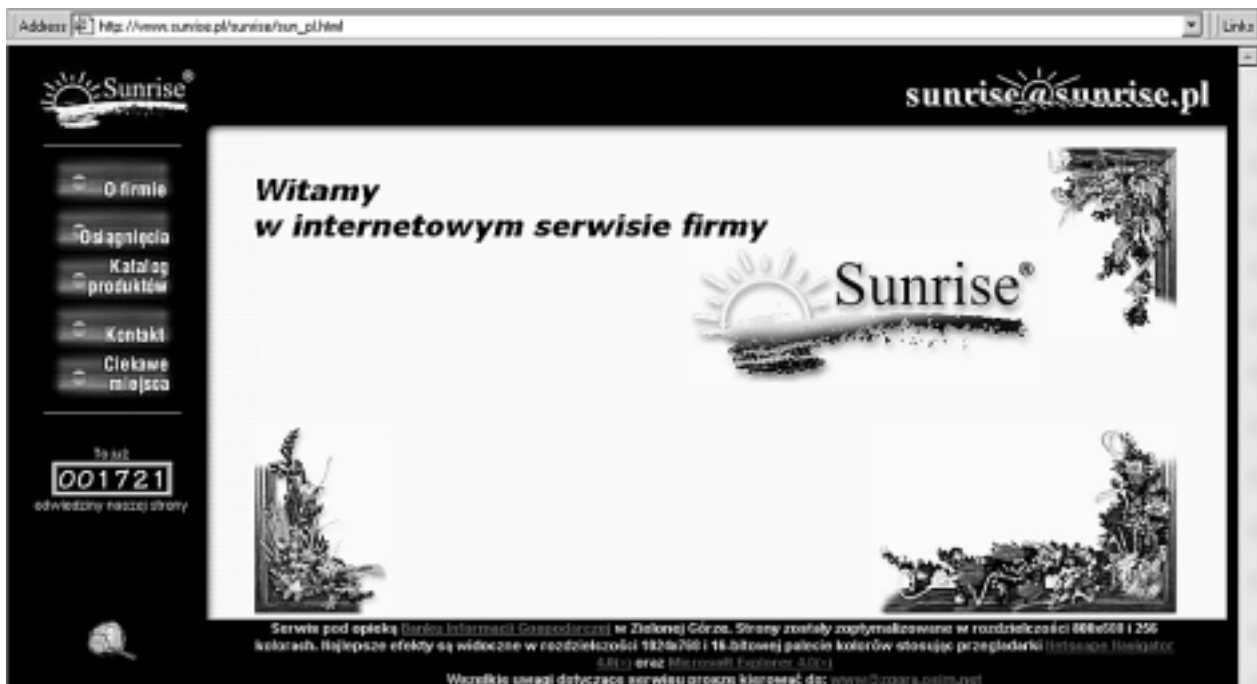 Address http://www.sunrise.pl/sunrise/sun_pl.html Links
Sunrise®
sunrise@sunrise.pl
O firmie
Osiągnięcia
Katalog
produktów
Kontakt
Ciekawe
miejsca
To już
001721
odwiedziny naszej strony
Witamy
w internetowym serwisie firmy
Sunrise®
Serwis pod opieką Banku Informacji Gospodarczej w Zielonej Górze. Strony zostały zoptymalizowane w rozdzielczości 800x600 i 256
kolorach. Najlepsze efekty są widoczne w rozdzielczości 1024x768 i 16-bitowej palecie kolorów stosując przeglądarki Netscape Navigator
4.0(+) oraz Microsoft Explorer 4.0(+)
Wszelkie uwagi dotyczące serwisu proszę kierować do: